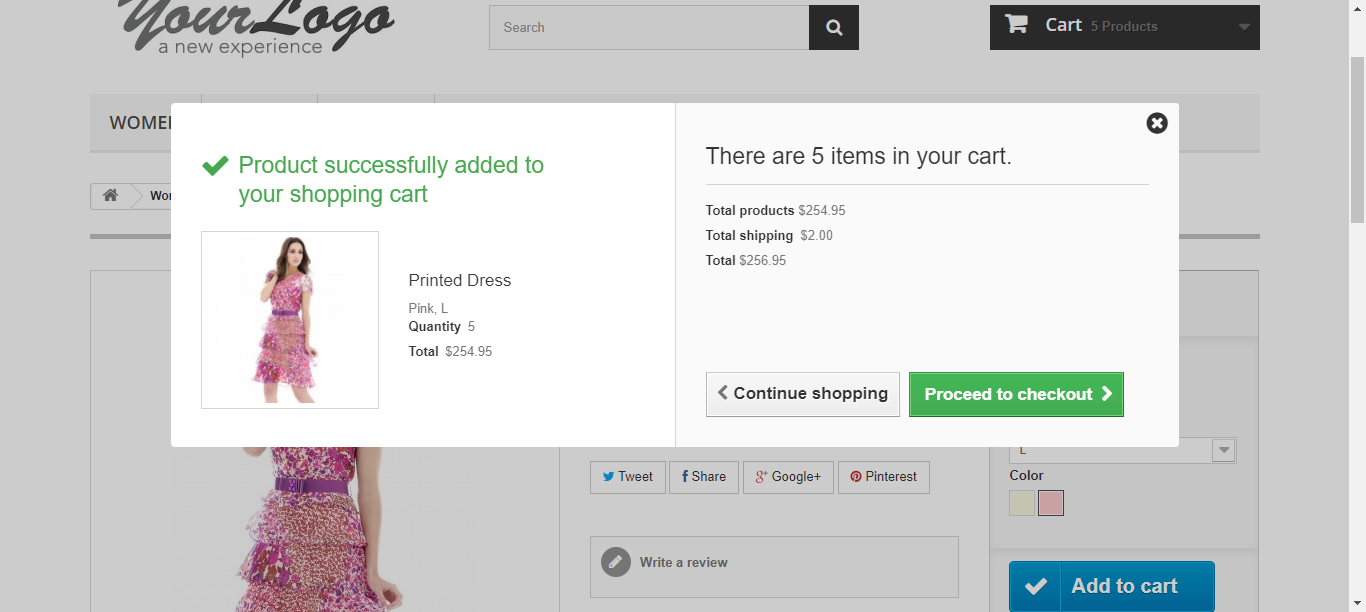 YourLogo
a new experience
Search
Cart 5 Products
WOMEN
Product successfully added to
your shopping cart
Printed Dress
Pink, L
Quantity 5
Total $254.95
There are 5 items in your cart.
Total products $254.95
Total shipping $2.00
Total $256.95
Continue shopping
Proceed to checkout
L
Tweet
Share
Google+
Pinterest
Color
Write a review
Add to cart